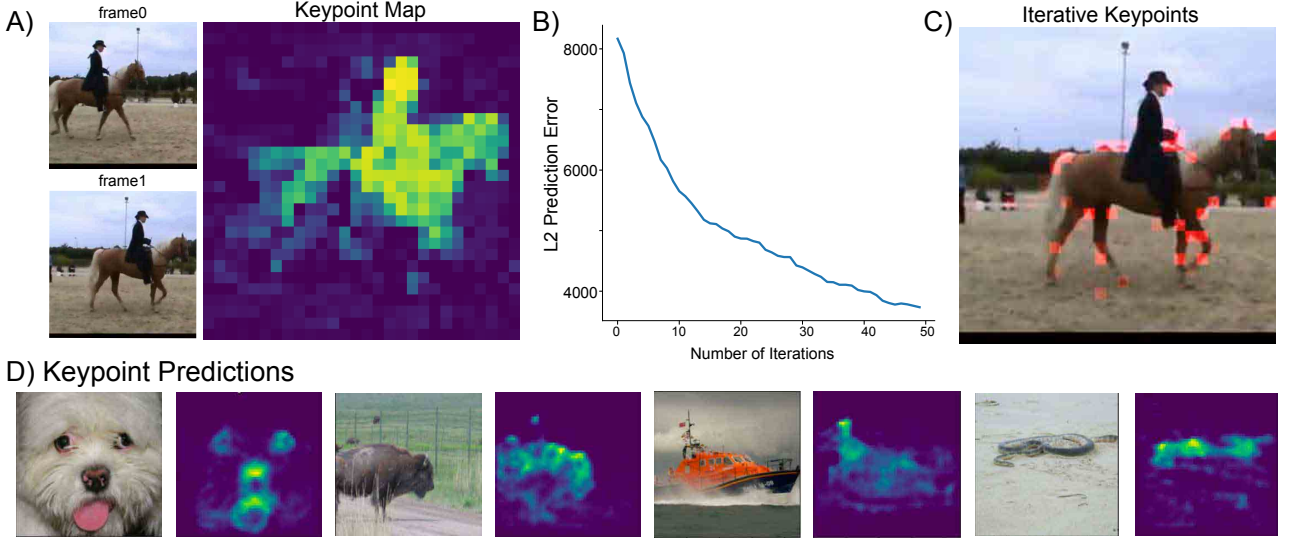 A)
frame0
frame1
Keypoint Map
B)
L2 Prediction Error
8000
6000
4000
0 10 20 30 40 50
Number of Iterations
C)
Iterative Keypoints
D) Keypoint Predictions